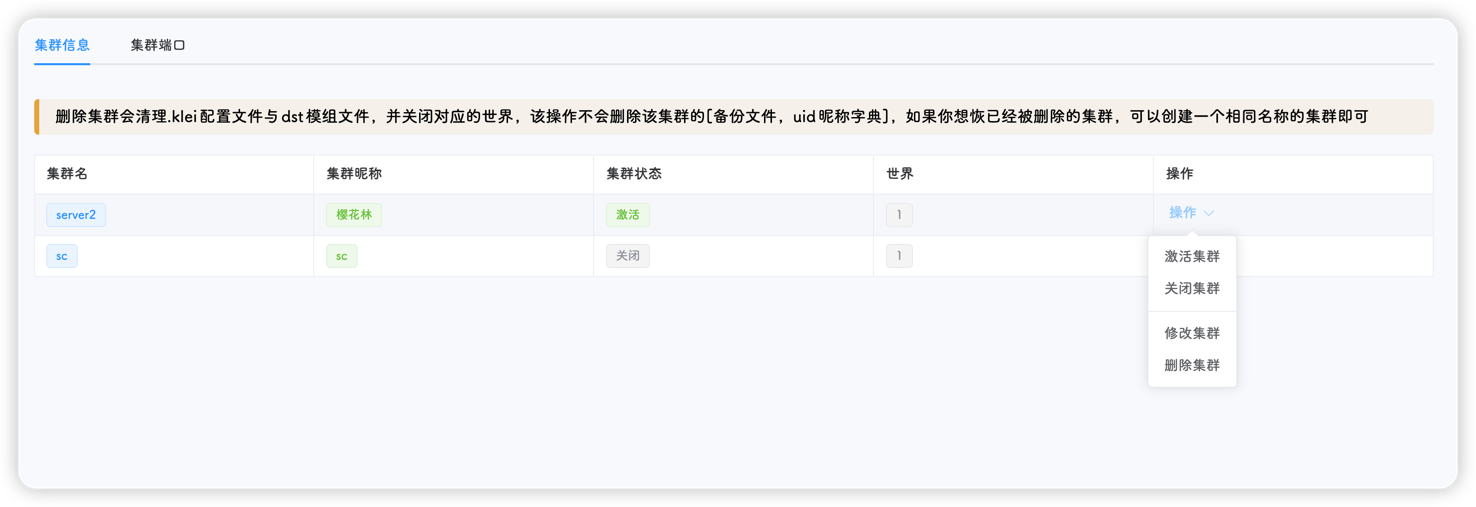 集群信息 集群端口
删除集群会清理.klei配置文件与dst模组文件，并关闭对应的世界，该操作不会删除该集群的[备份文件，uid昵称字典]，如果你想恢已经被删除的集群，可以创建一个相同名称的集群即可
集群名 集群昵称 集群状态 世界 操作
server2 樱花林 激活 1 操作
sc sc 关闭 1
激活集群
关闭集群
修改集群
删除集群